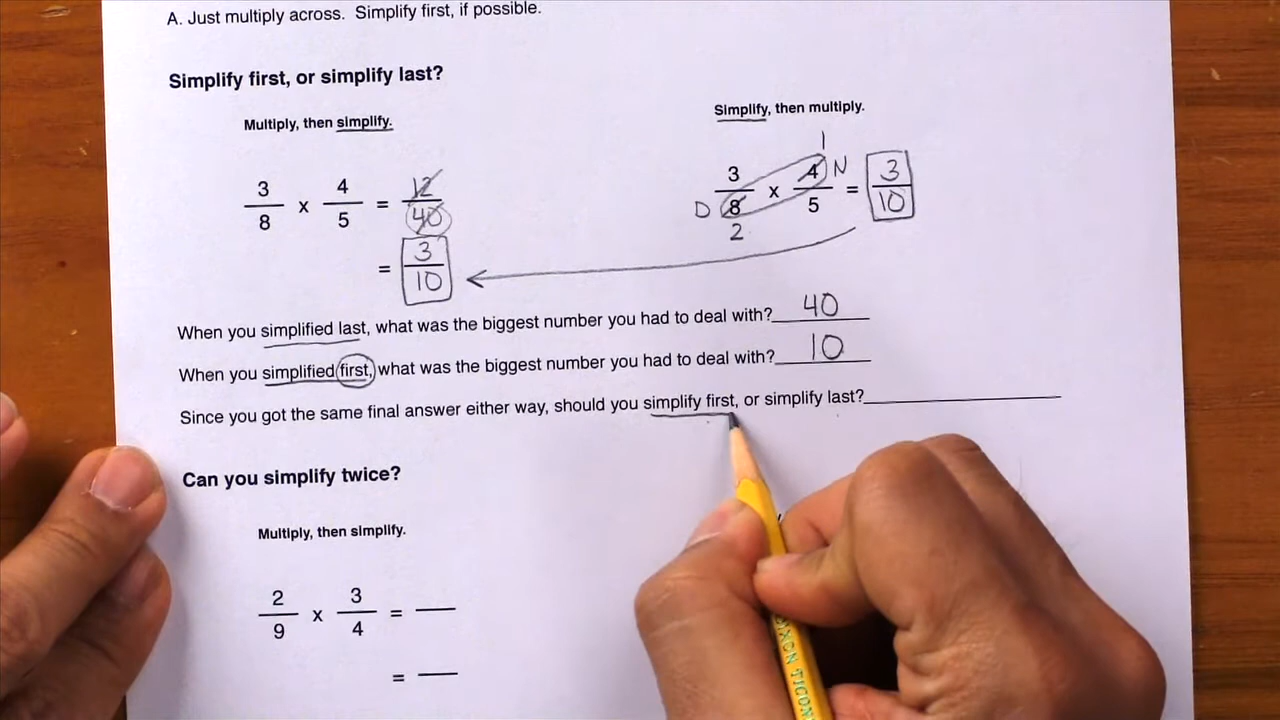 A. Just multiply across. Simplify first, if possible.
Simplify first, or simplify last?
Multiply, then simplify.
3/8 x 4/5 = 12/40
= 3/10
Simplify, then multiply.
1
3/8 x 4/5 = 3/10
D N
2
When you simplified last, what was the biggest number you had to deal with? 40
When you simplified first, what was the biggest number you had to deal with? 10
Since you got the same final answer either way, should you simplify first, or simplify last?
Can you simplify twice?
Multiply, then simplify.
2/9 x 3/4 =
=
DIXON TICON